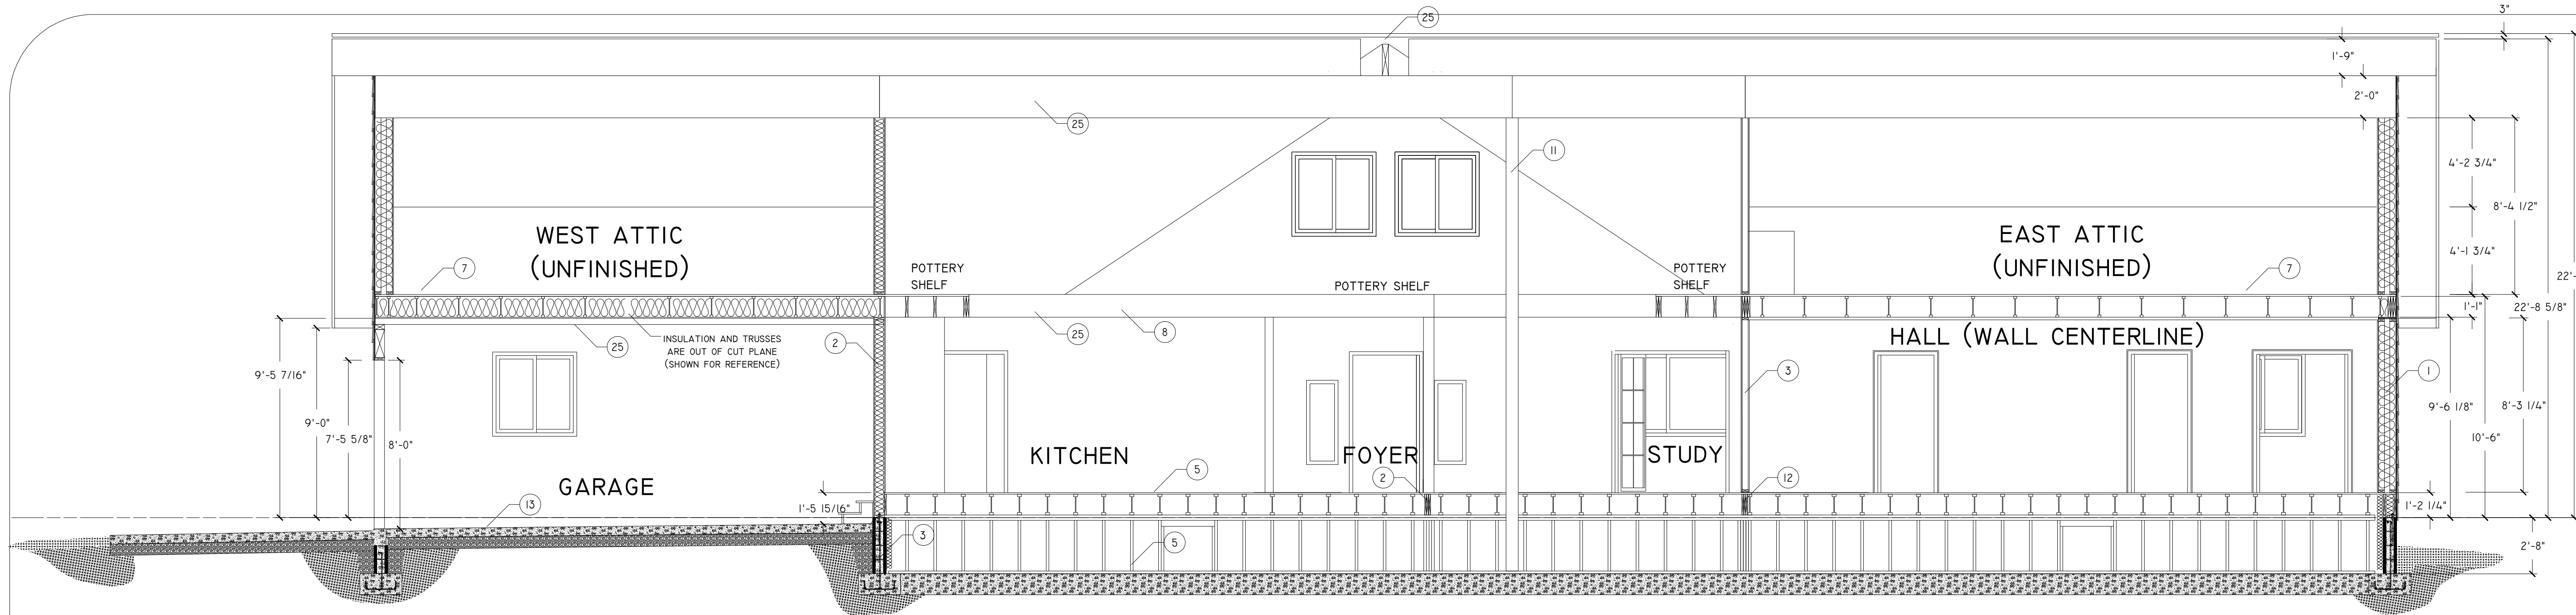 25
3"
1'-9"
2'-0"
25
11
4'-2 3/4"
8'-4 1/2"
4'-1 3/4"
22'-
22'-8 5/8"
1'-1"
WEST ATTIC
(UNFINISHED)
7
POTTERY
SHELF
POTTERY SHELF
POTTERY
SHELF
EAST ATTIC
(UNFINISHED)
7
INSULATION AND TRUSSES
ARE OUT OF CUT PLANE
(SHOWN FOR REFERENCE)
25
2
25
8
HALL (WALL CENTERLINE)
3
1
9'-5 7/16"
9'-0"
7'-5 5/8"
8'-0"
9'-6 1/8"
8'-3 1/4"
10'-6"
GARAGE
KITCHEN
FOYER
STUDY
5
2
12
13
1'-5 15/16"
1'-2 1/4"
3
5
2'-8"